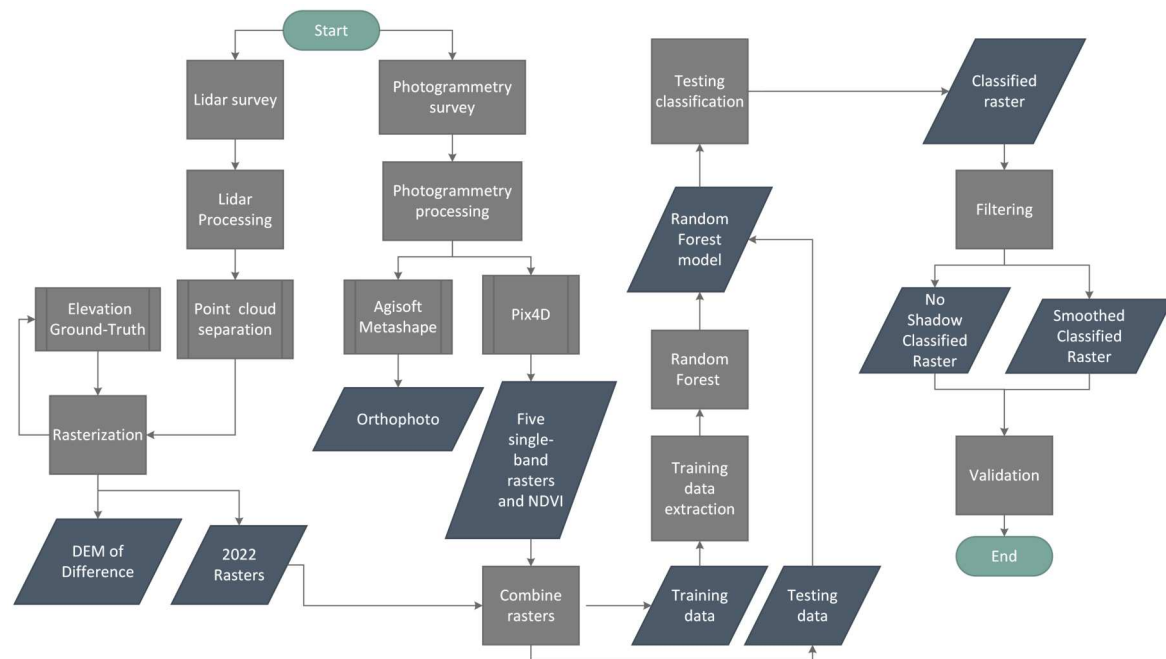 Start
Lidar survey
Photogrammetry
survey
Lidar
Processing
Photogrammetry
processing
Elevation
Ground-Truth
Point cloud
separation
Agisoft
Metashape
Pix4D
Rasterization
Orthophoto
Five
single-
band
rasters
and NDVI
DEM of
Difference
2022
Rasters
Combine
rasters
Training
data
Testing
data
Training
data
extraction
Random
Forest
Random
Forest
model
Testing
classification
Classified
raster
Filtering
No
Shadow
Classified
Raster
Smoothed
Classified
Raster
Validation
End